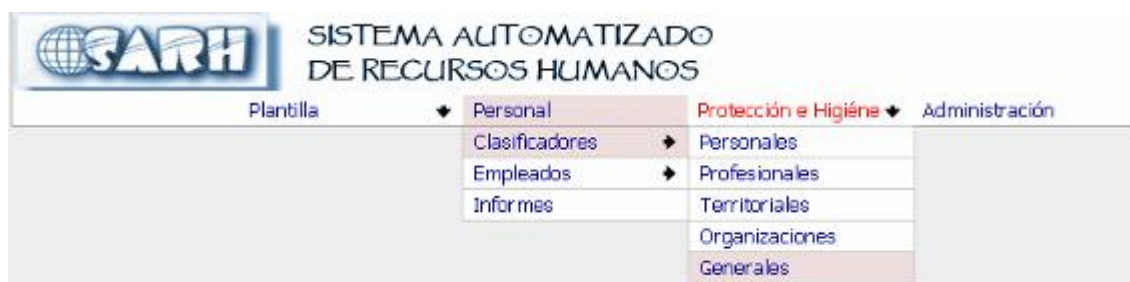 SARH
SISTEMA AUTOMATIZADO
DE RECURSOS HUMANOS
Plantilla Personal Protección e Higiéne Administración
Clasificadores Personales
Empleados Profesionales
Informes Territoriales
Organizaciones
Generales